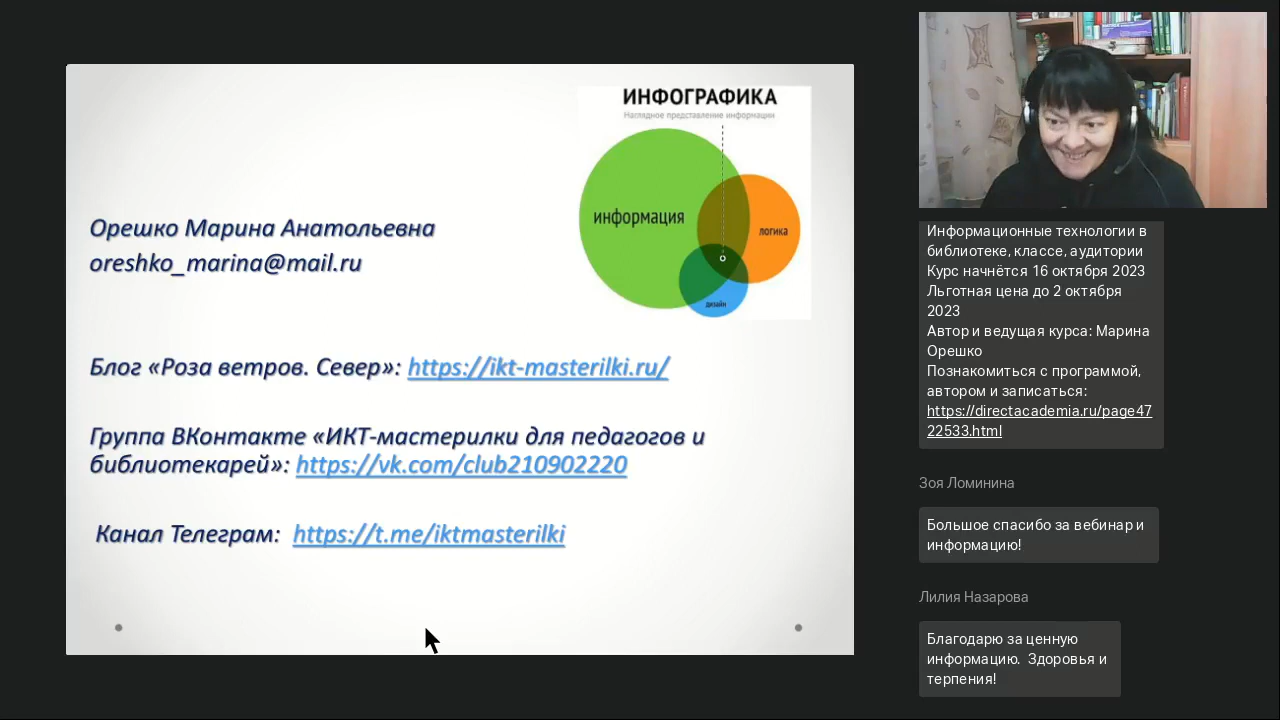 ИНФОГРАФИКА
Наглядное представление информации
информация
логика
дизайн
Орешко Марина Анатольевна
oreshko_marina@mail.ru
Блог «Роза ветров. Север»: https://ikt-masterilki.ru/
Группа ВКонтакте «ИКТ-мастерилки для педагогов и
библиотекарей»: https://vk.com/club210902220
Канал Телеграм: https://t.me/iktmasterilki
Информационные технологии в
библиотеке, классе, аудитории
Курс начнётся 16 октября 2023
Льготная цена до 2 октября
2023
Автор и ведущая курса: Марина
Орешко
Познакомиться с программой,
автором и записаться:
https://directacademia.ru/page47
22533.html
Зоя Ломинина
Большое спасибо за вебинар и
информацию!
Лилия Назарова
Благодарю за ценную
информацию. Здоровья и
терпения!